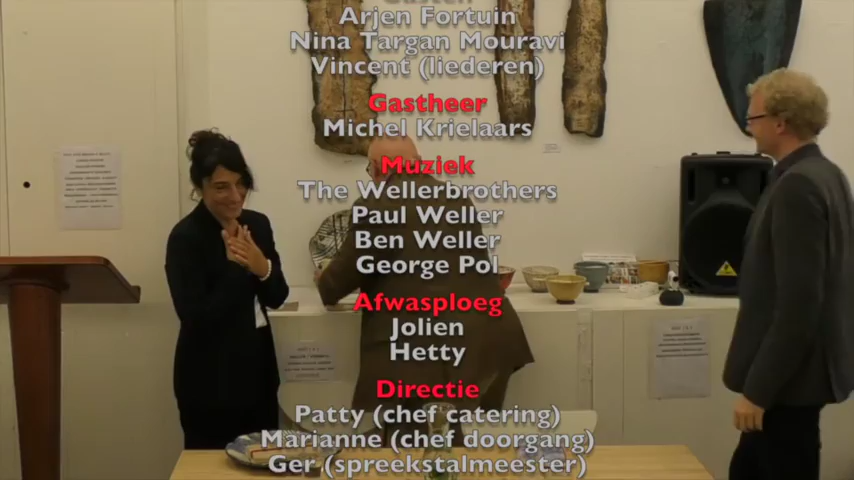 Arjen Fortuin
Nina Targan Mouravi
Vincent (liederen)
Gastheer
Michel Krielaars
Muziek
The Wellerbrothers
Paul Weller
Ben Weller
George Pol
Afwasploeg
Jolien
Hetty
Directie
Patty (chef catering)
Marianne (chef doorgang)
Ger (spreekstalmeester)